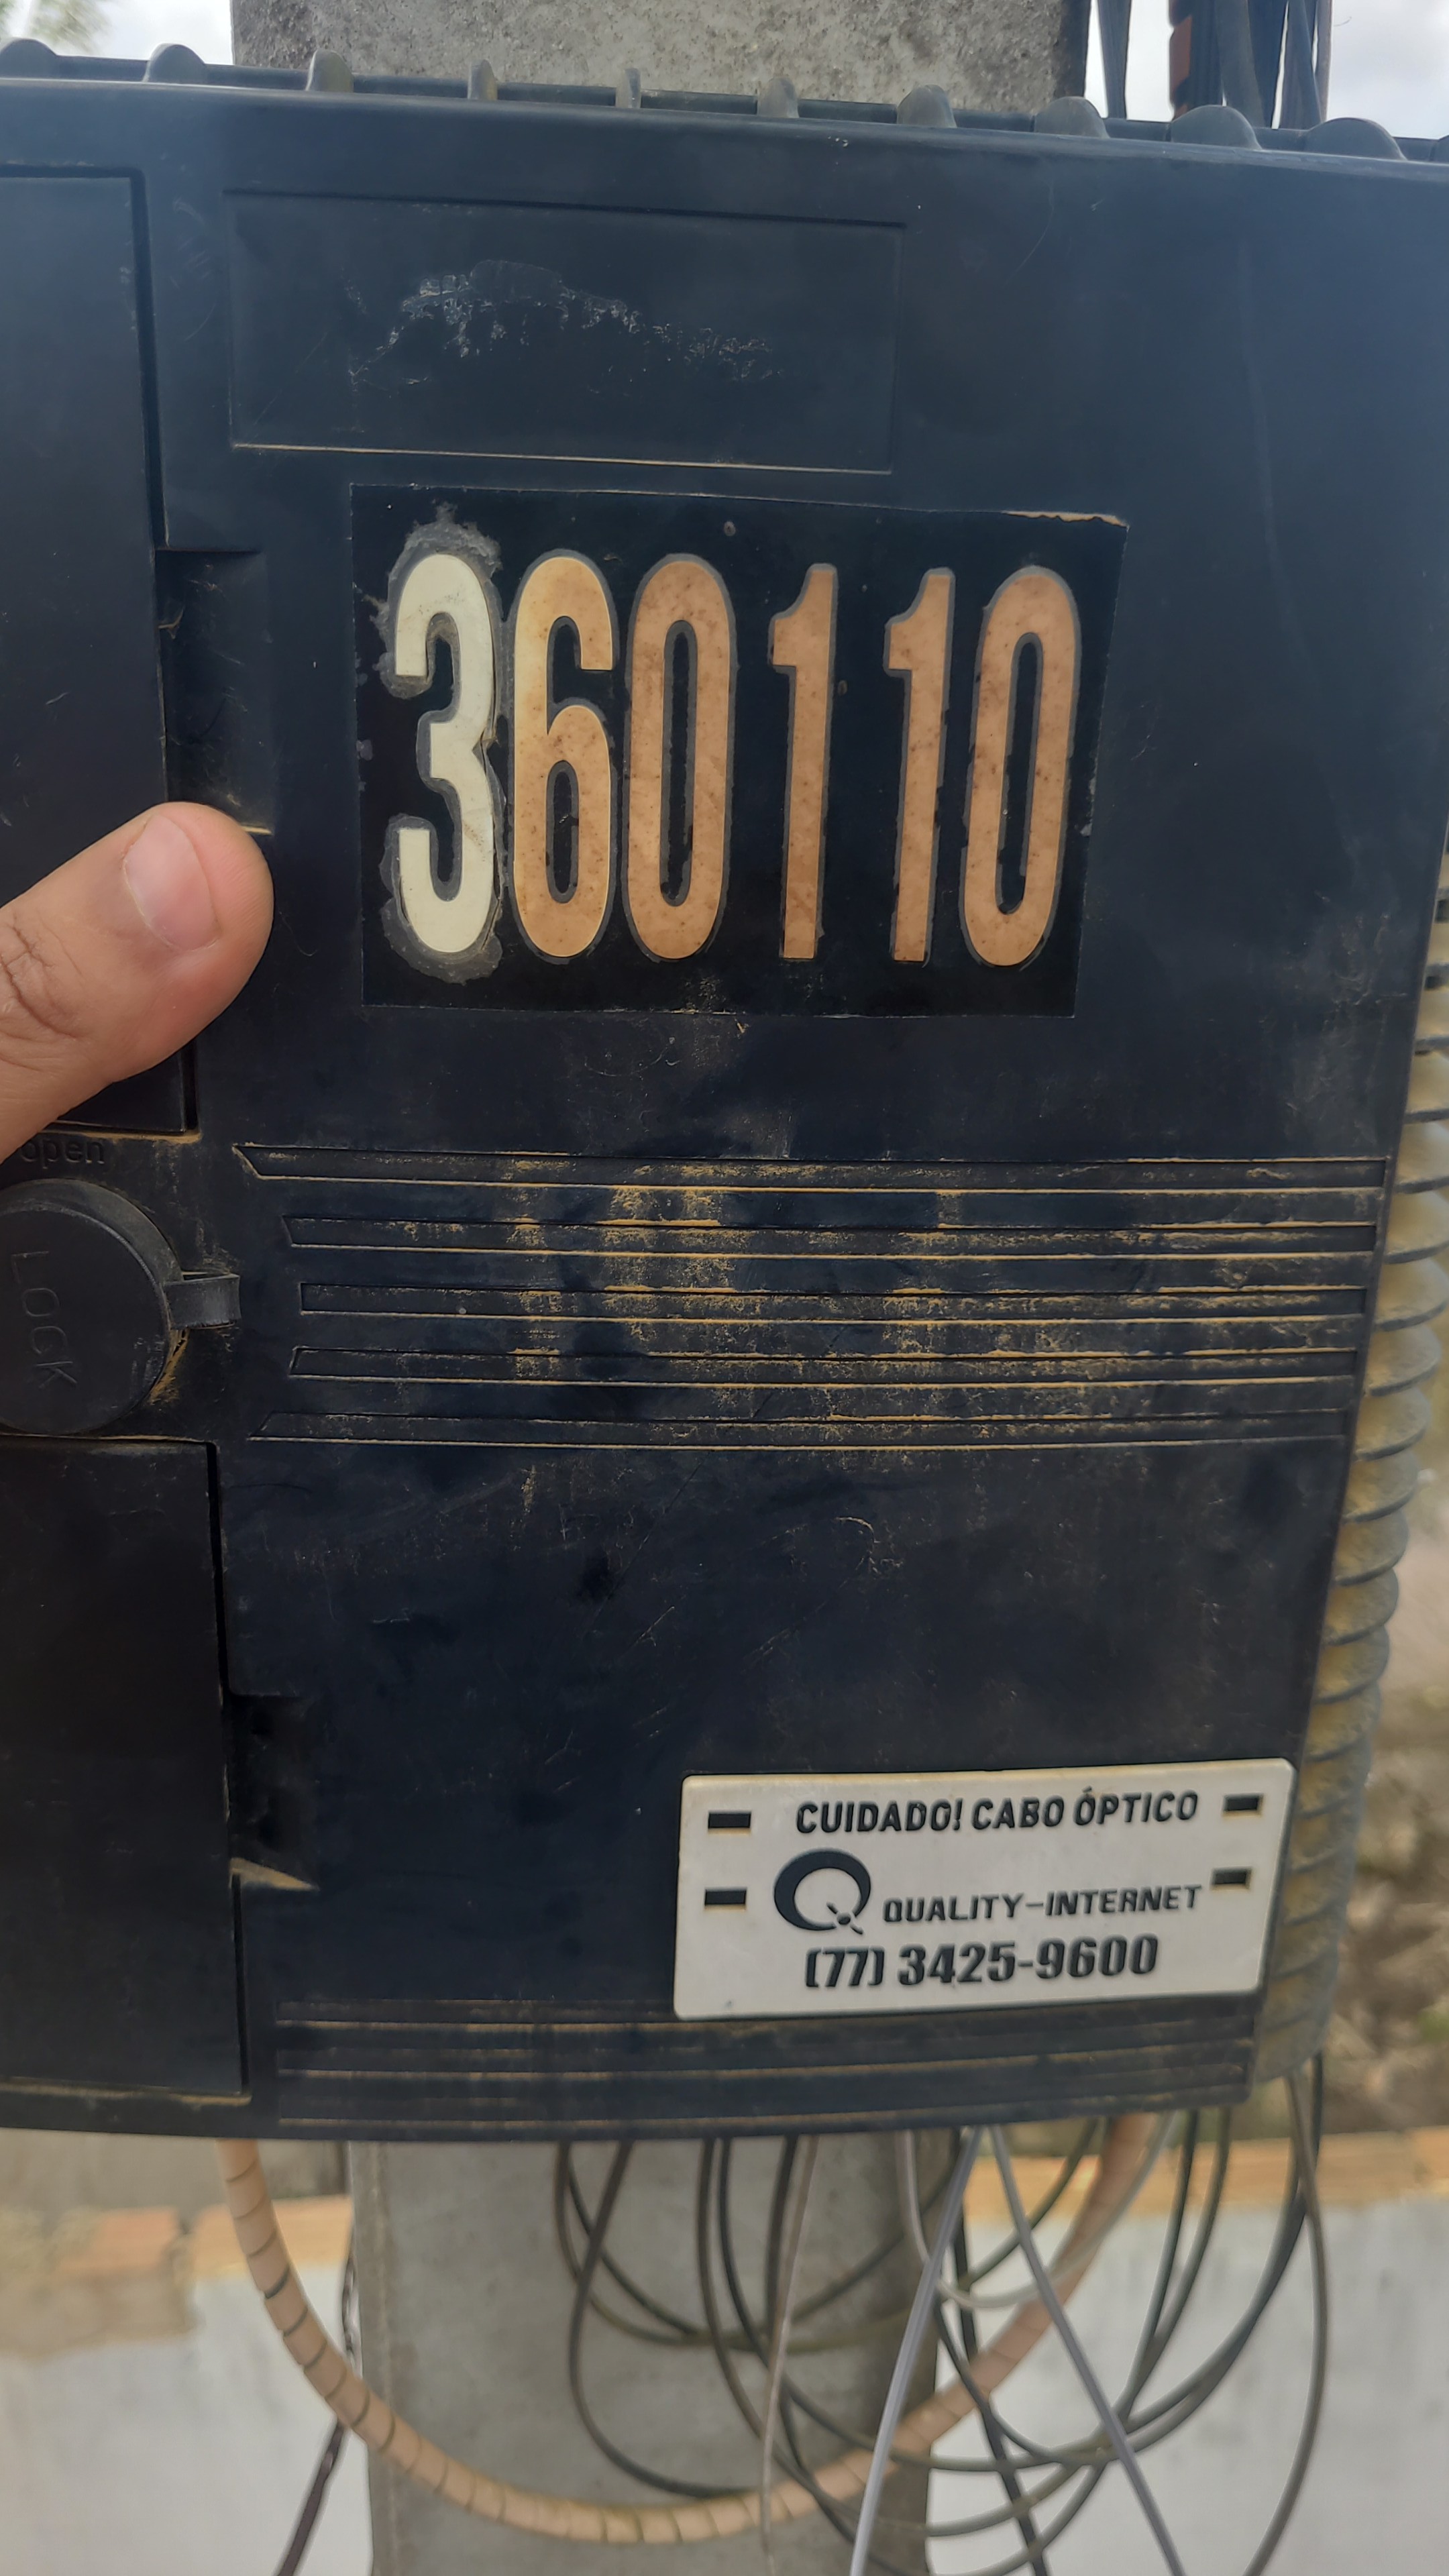 360110
open
LOCK
CUIDADO! CABO ÓPTICO
QUALITY-INTERNET
(77) 3425-9600